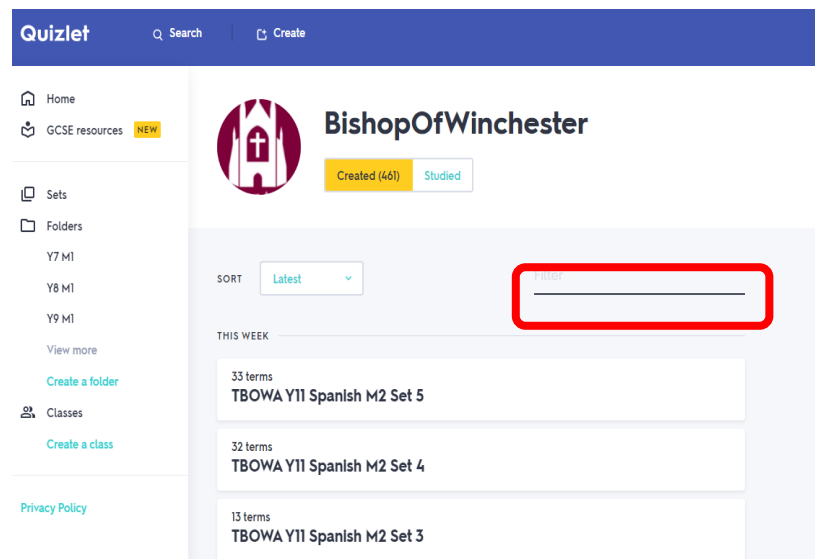 Quizlet
Search
Create
Home
GCSE resources NEW
Sets
Folders
Y7 M1
Y8 M1
Y9 M1
View more
Create a folder
Classes
Create a class
Privacy Policy
BishopOfWinchester
Created (461) Studied
SORT Latest
Filter
THIS WEEK
33 terms
TBOWA Y11 Spanish M2 Set 5
32 terms
TBOWA Y11 Spanish M2 Set 4
13 terms
TBOWA Y11 Spanish M2 Set 3